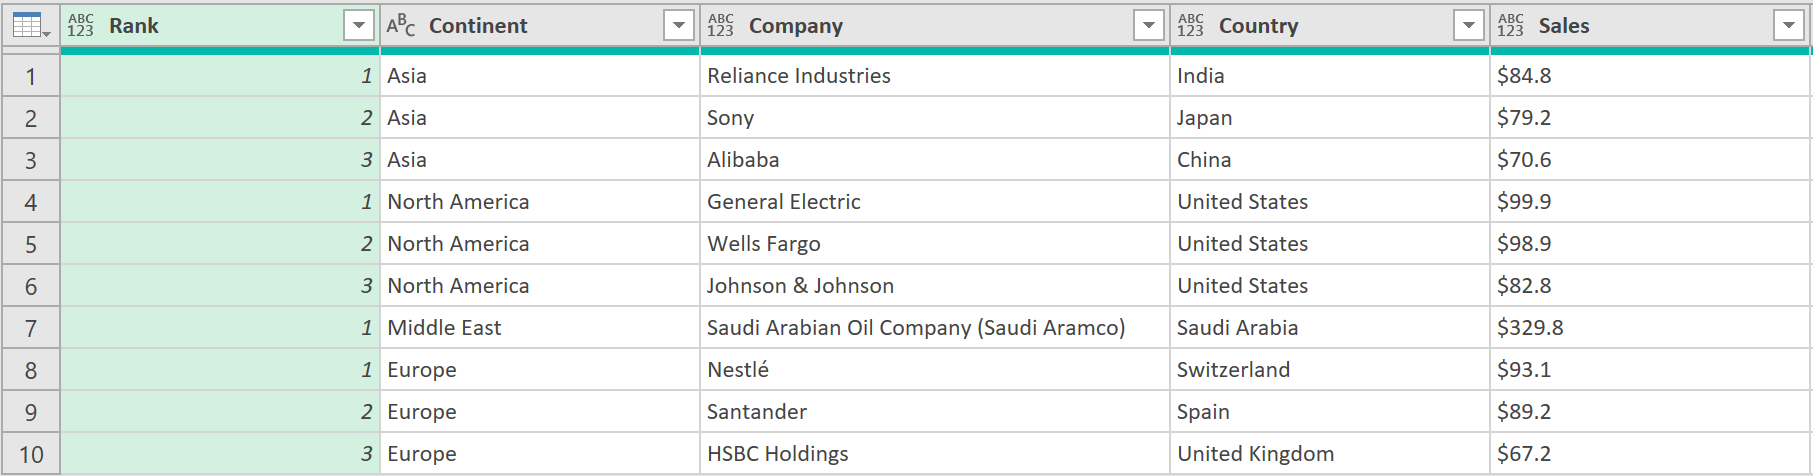 ABC 123 Rank ABC Continent ABC 123 Company ABC 123 Country ABC 123 Sales
1 1 Asia Reliance Industries India $84.8
2 2 Asia Sony Japan $79.2
3 3 Asia Alibaba China $70.6
4 1 North America General Electric United States $99.9
5 2 North America Wells Fargo United States $98.9
6 3 North America Johnson & Johnson United States $82.8
7 1 Middle East Saudi Arabian Oil Company (Saudi Aramco) Saudi Arabia $329.8
8 1 Europe Nestlé Switzerland $93.1
9 2 Europe Santander Spain $89.2
10 3 Europe HSBC Holdings United Kingdom $67.2